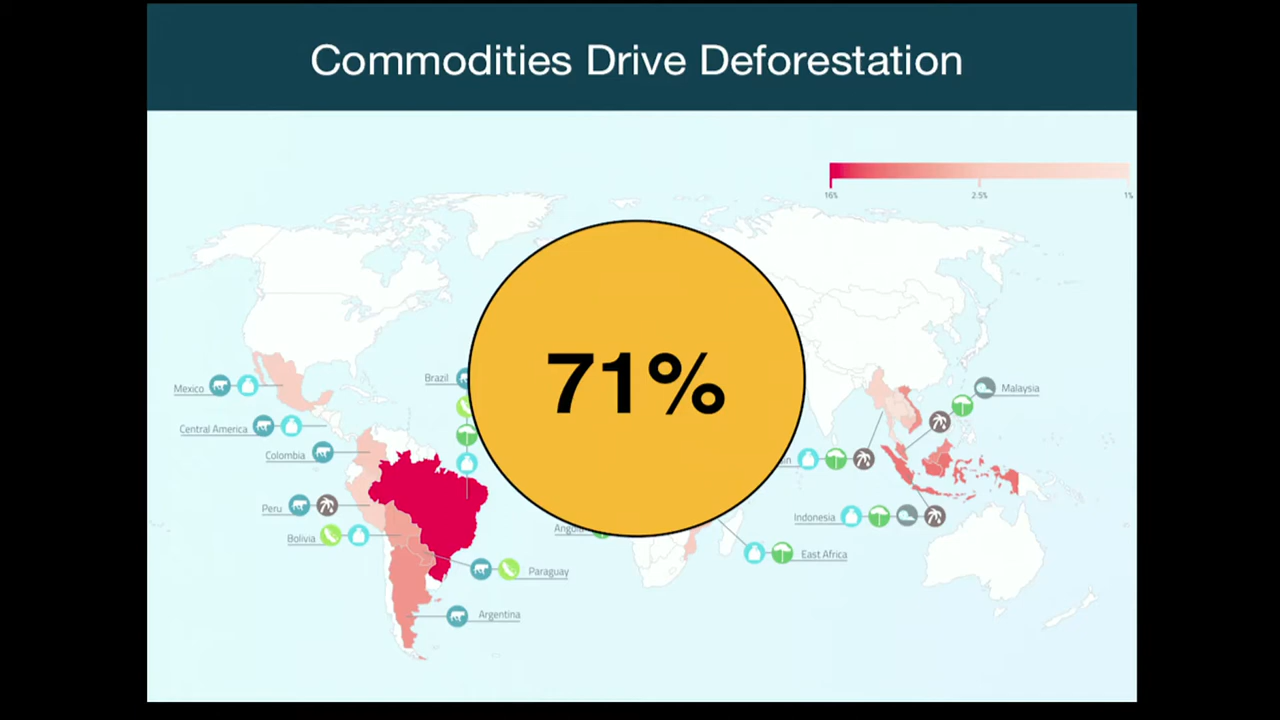 Commodities Drive Deforestation
16%
2.5%
1%
71%
Mexico
Central America
Colombia
Peru
Bolivia
Brazil
Paraguay
Argentina
Malaysia
Indonesia
East Africa